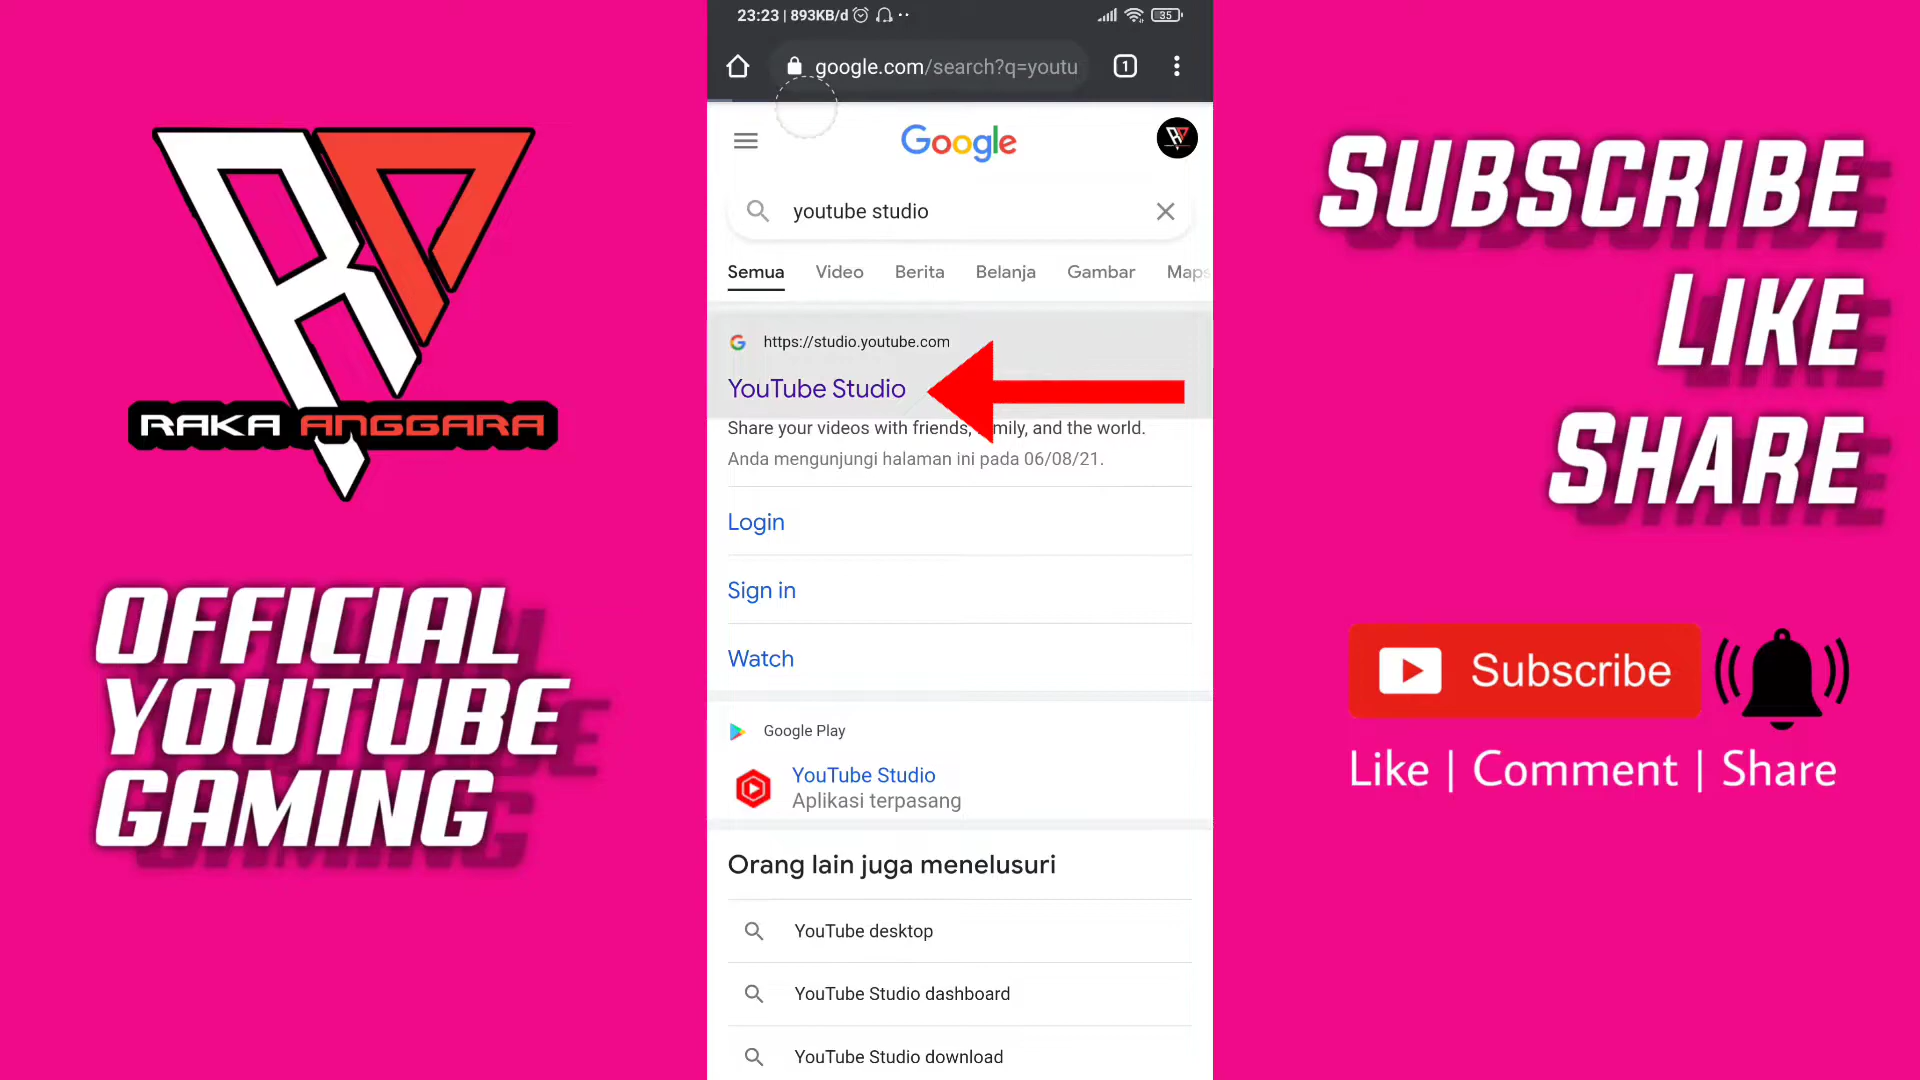 23:23 | 893KB/d
35
google.com/search?q=youtu
1
Google
youtube studio
Semua Video Berita Belanja Gambar Maps
https://studio.youtube.com
YouTube Studio
Share your videos with friends, mily, and the world.
Anda mengunjungi halaman ini pada 06/08/21.
Login
Sign in
Watch
Google Play
YouTube Studio
Aplikasi terpasang
Orang lain juga menelusuri
YouTube desktop
YouTube Studio dashboard
YouTube Studio download
RAKA ANGGARA
OFFICIAL
YOUTUBE
GAMING
SUBSCRIBE
LIKE
SHARE
Subscribe
Like | Comment | Share